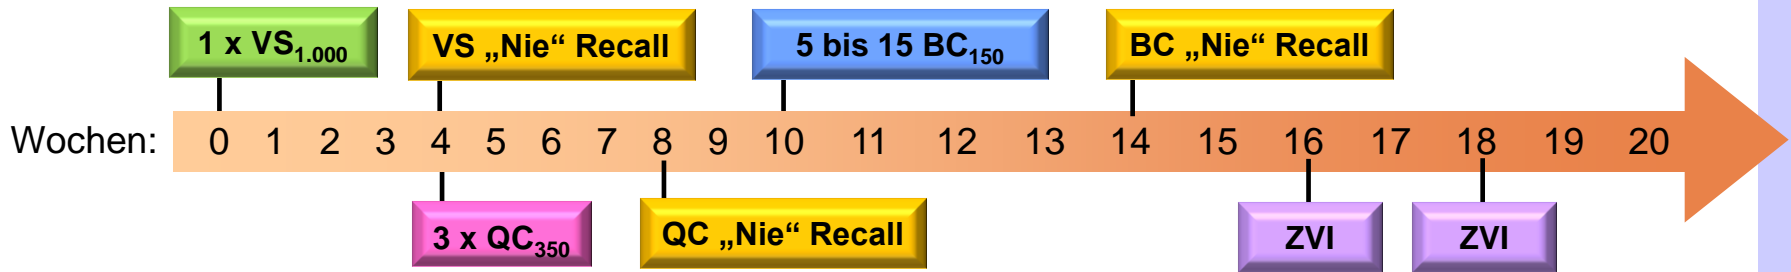 1 x VS1.000
VS „Nie“ Recall
5 bis 15 BC150
BC „Nie“ Recall
Wochen: 0 1 2 3 4 5 6 7 8 9 10 11 12 13 14 15 16 17 18 19 20
3 x QC350
QC „Nie“ Recall
ZVI
ZVI